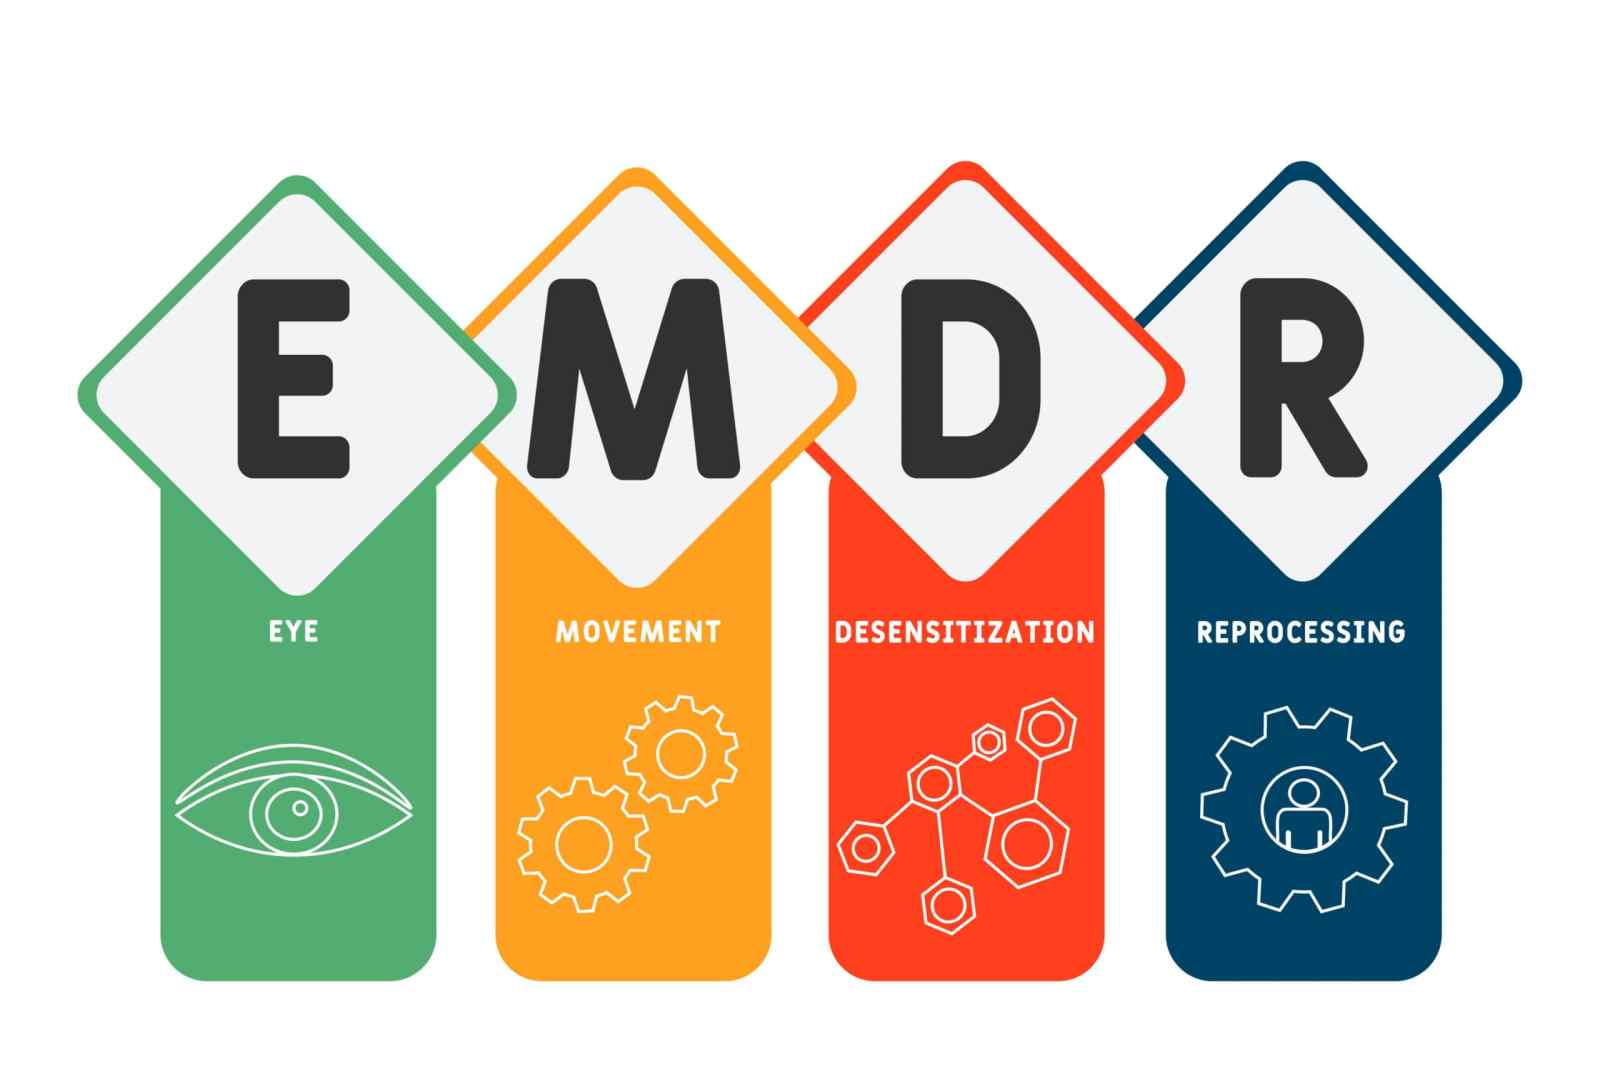 E M D R
EYE
MOVEMENT
DESENSITIZATION
REPROCESSING